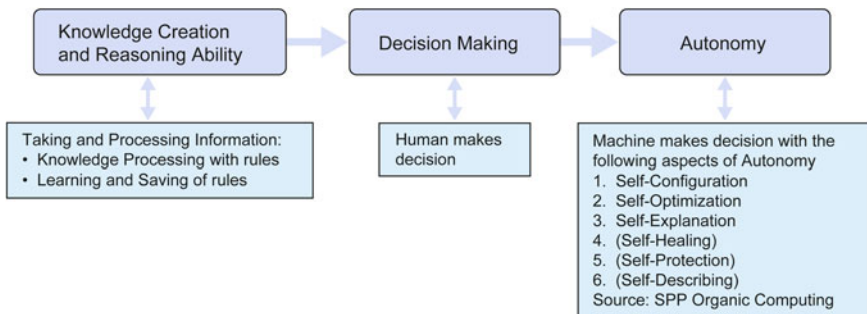 Knowledge Creation
and Reasoning Ability
Decision Making
Autonomy
Taking and Processing Information:
• Knowledge Processing with rules
• Learning and Saving of rules
Human makes
decision
Machine makes decision with the
following aspects of Autonomy
1. Self-Configuration
2. Self-Optimization
3. Self-Explanation
4. (Self-Healing)
5. (Self-Protection)
6. (Self-Describing)
Source: SPP Organic Computing